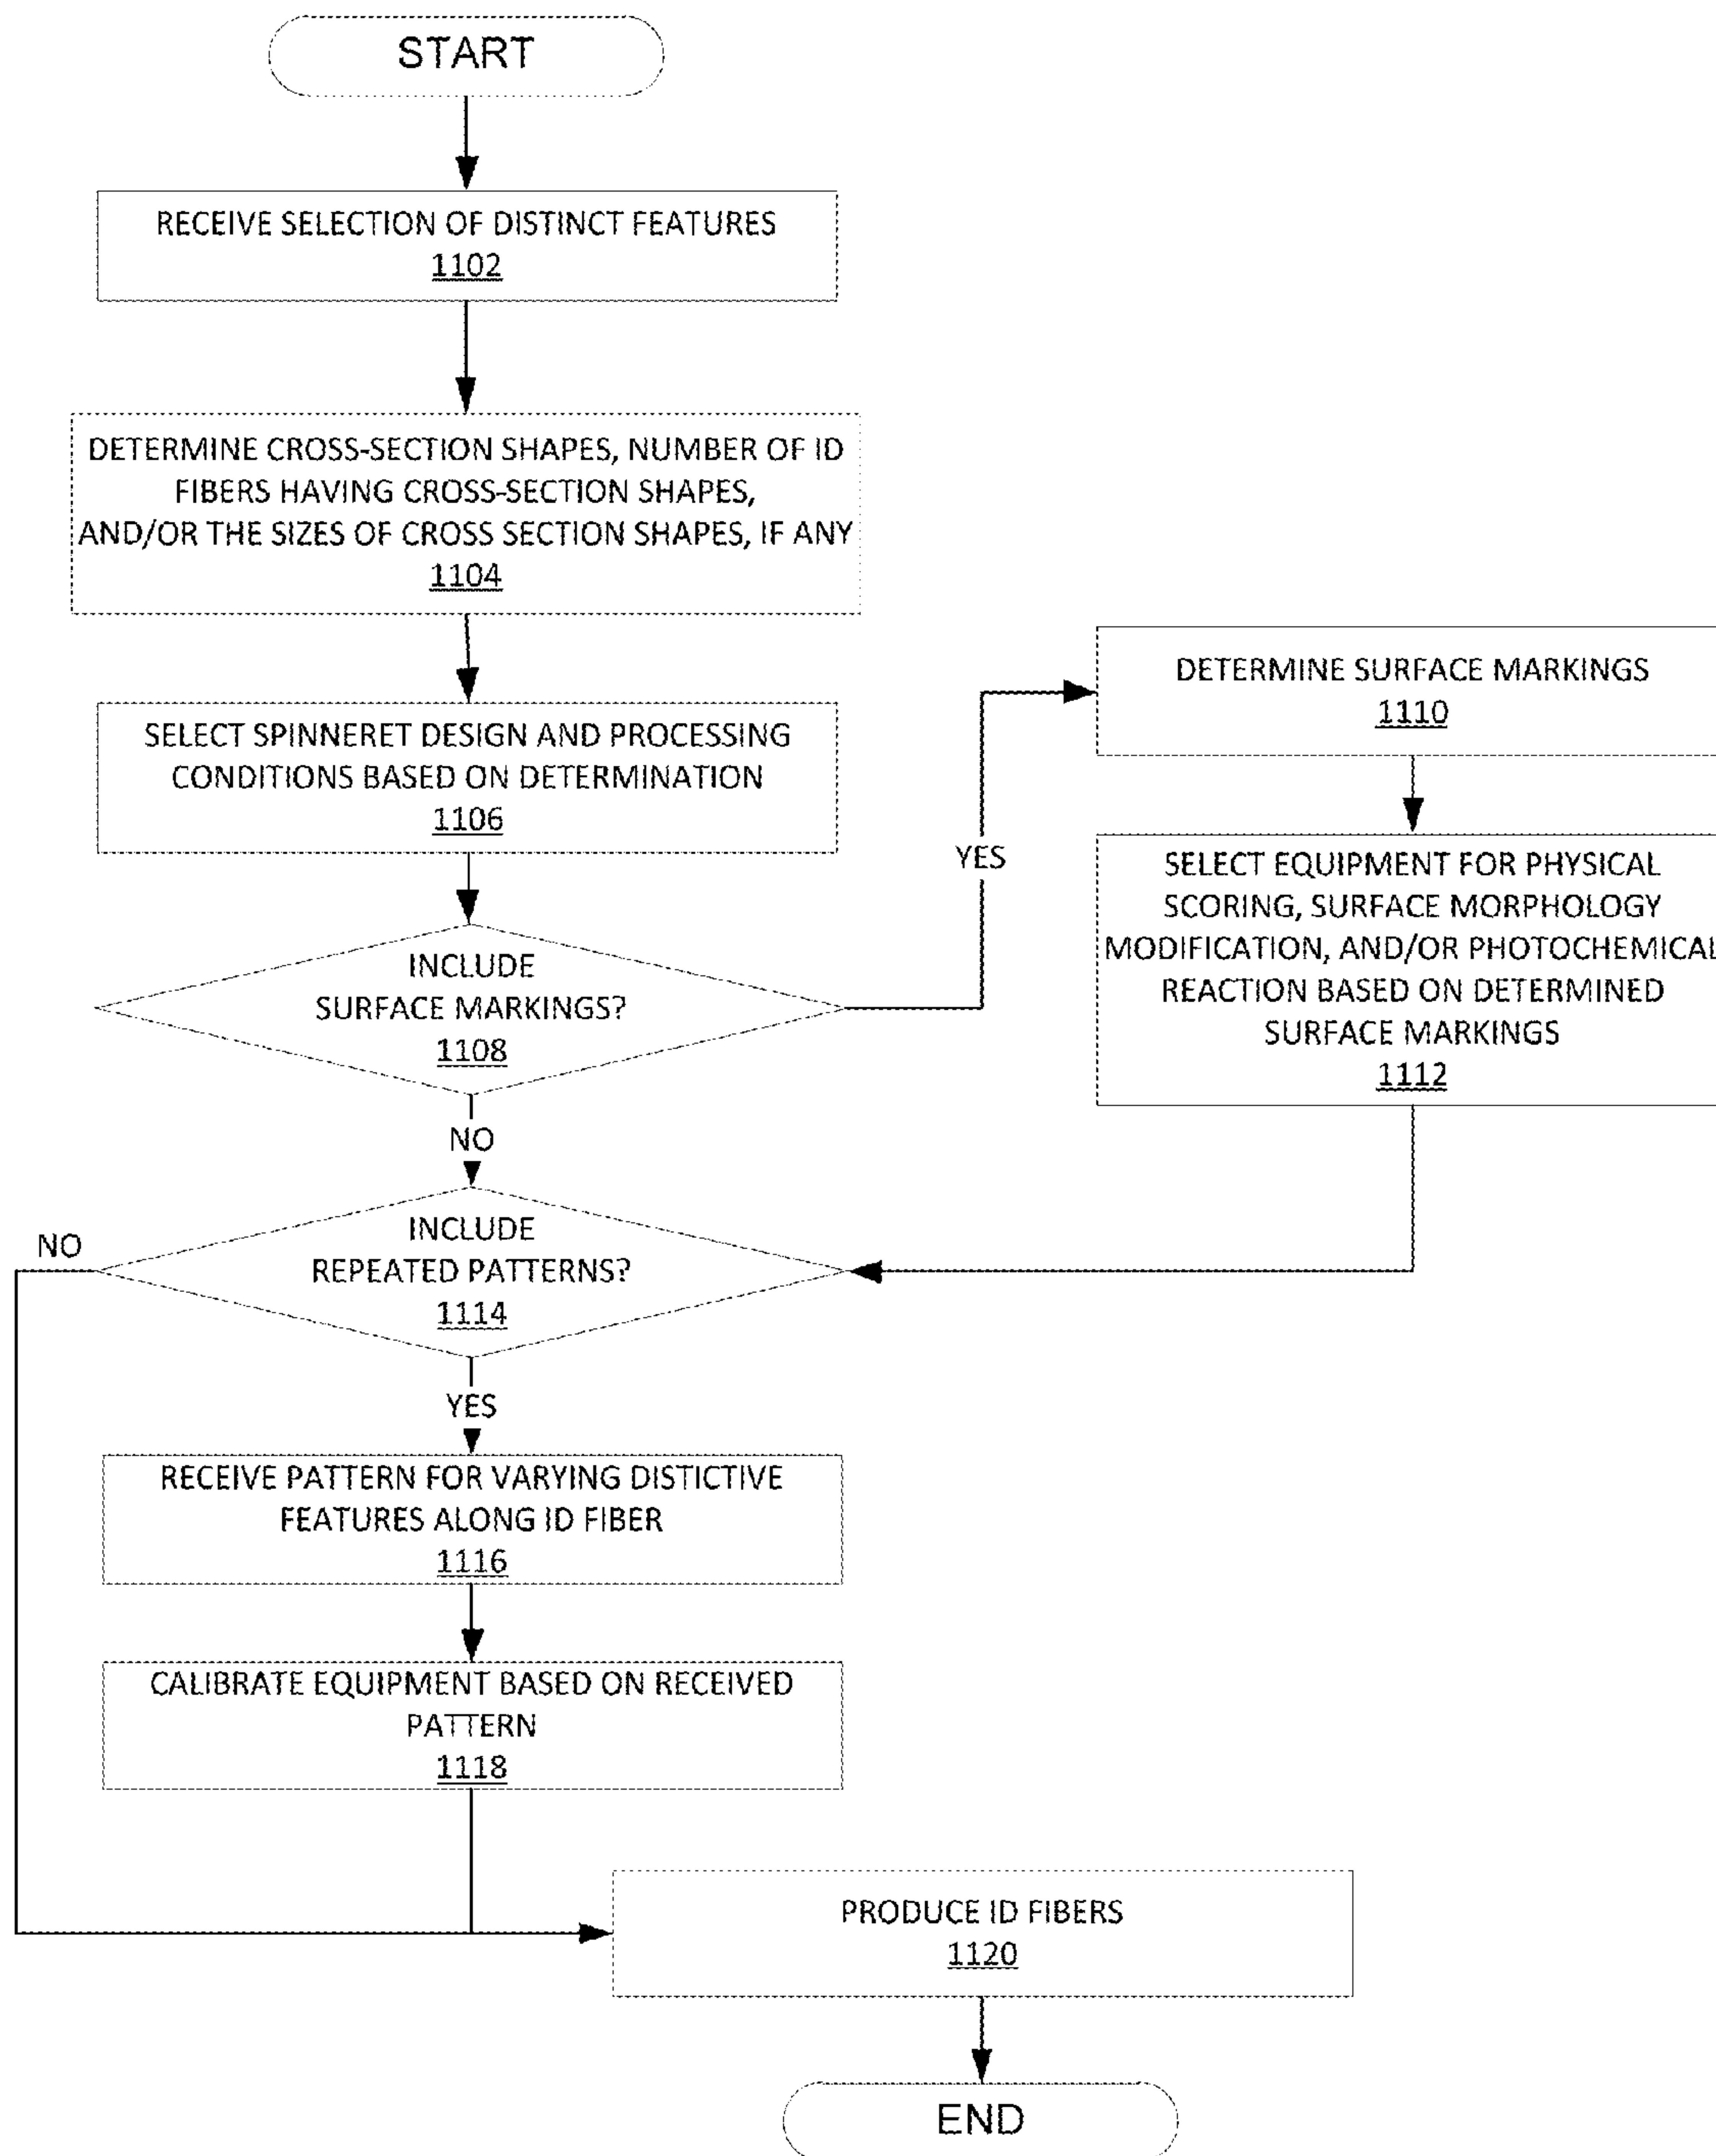 START
RECEIVE SELECTION OF DISTINCT FEATURES
1102
DETERMINE CROSS-SECTION SHAPES, NUMBER OF ID
FIBERS HAVING CROSS-SECTION SHAPES,
AND/OR THE SIZES OF CROSS SECTION SHAPES, IF ANY
1104
SELECT SPINNERET DESIGN AND PROCESSING
CONDITIONS BASED ON DETERMINATION
1106
INCLUDE
SURFACE MARKINGS?
1108
YES
DETERMINE SURFACE MARKINGS
1110
SELECT EQUIPMENT FOR PHYSICAL
SCORING, SURFACE MORPHOLOGY
MODIFICATION, AND/OR PHOTOCHEMICAL
REACTION BASED ON DETERMINED
SURFACE MARKINGS
1112
NO
INCLUDE
REPEATED PATTERNS?
1114
NO
YES
RECEIVE PATTERN FOR VARYING DISTICTIVE
FEATURES ALONG ID FIBER
1116
CALIBRATE EQUIPMENT BASED ON RECEIVED
PATTERN
1118
PRODUCE ID FIBERS
1120
END